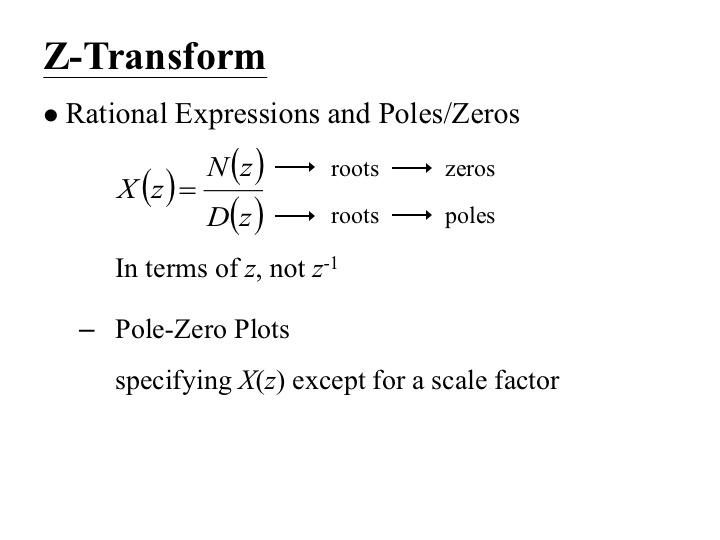 Z-Transform
● Rational Expressions and Poles/Zeros
X(z) = N(z)/D(z)
N(z) → roots → zeros
D(z) → roots → poles
In terms of z, not z⁻¹
– Pole-Zero Plots
specifying X(z) except for a scale factor